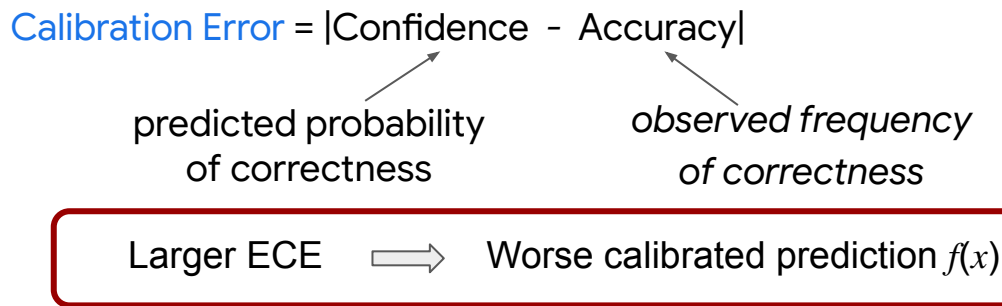 Calibration Error = |Confidence - Accuracy|
predicted probability
of correctness
observed frequency
of correctness
Larger ECE
Worse calibrated prediction f(x)